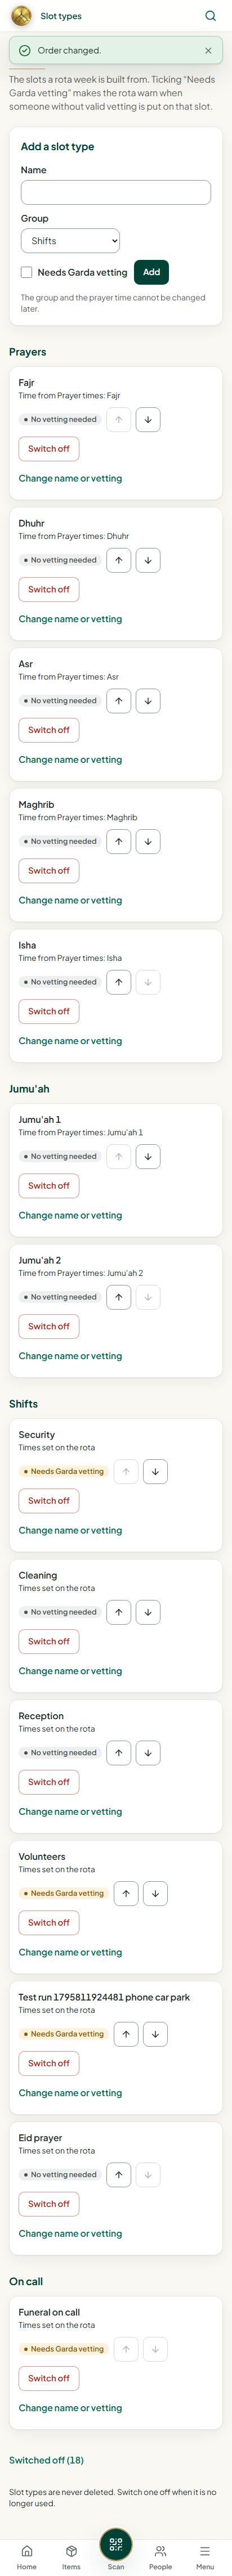 Slot types
Order changed.
The slots a rota week is built from. Ticking “Needs
Garda vetting” makes the rota warn when
someone without valid vetting is put on that slot.
Add a slot type
Name
Group
Shifts
Needs Garda vetting
Add
The group and the prayer time cannot be changed
later.
Prayers
Fajr
Time from Prayer times: Fajr
No vetting needed
Switch off
Change name or vetting
Dhuhr
Time from Prayer times: Dhuhr
No vetting needed
Switch off
Change name or vetting
Asr
Time from Prayer times: Asr
No vetting needed
Switch off
Change name or vetting
Maghrib
Time from Prayer times: Maghrib
No vetting needed
Switch off
Change name or vetting
Isha
Time from Prayer times: Isha
No vetting needed
Switch off
Change name or vetting
Jumu'ah
Jumu'ah 1
Time from Prayer times: Jumu'ah 1
No vetting needed
Switch off
Change name or vetting
Jumu'ah 2
Time from Prayer times: Jumu'ah 2
No vetting needed
Switch off
Change name or vetting
Shifts
Security
Times set on the rota
Needs Garda vetting
Switch off
Change name or vetting
Cleaning
Times set on the rota
No vetting needed
Switch off
Change name or vetting
Reception
Times set on the rota
No vetting needed
Switch off
Change name or vetting
Volunteers
Times set on the rota
Needs Garda vetting
Switch off
Change name or vetting
Test run 1795811924481 phone car park
Times set on the rota
Needs Garda vetting
Switch off
Change name or vetting
Eid prayer
Times set on the rota
No vetting needed
Switch off
Change name or vetting
On call
Funeral on call
Times set on the rota
Needs Garda vetting
Switch off
Change name or vetting
Switched off (18)
Slot types are never deleted. Switch one off when it is no
longer used.
Home
Items
Scan
People
Menu